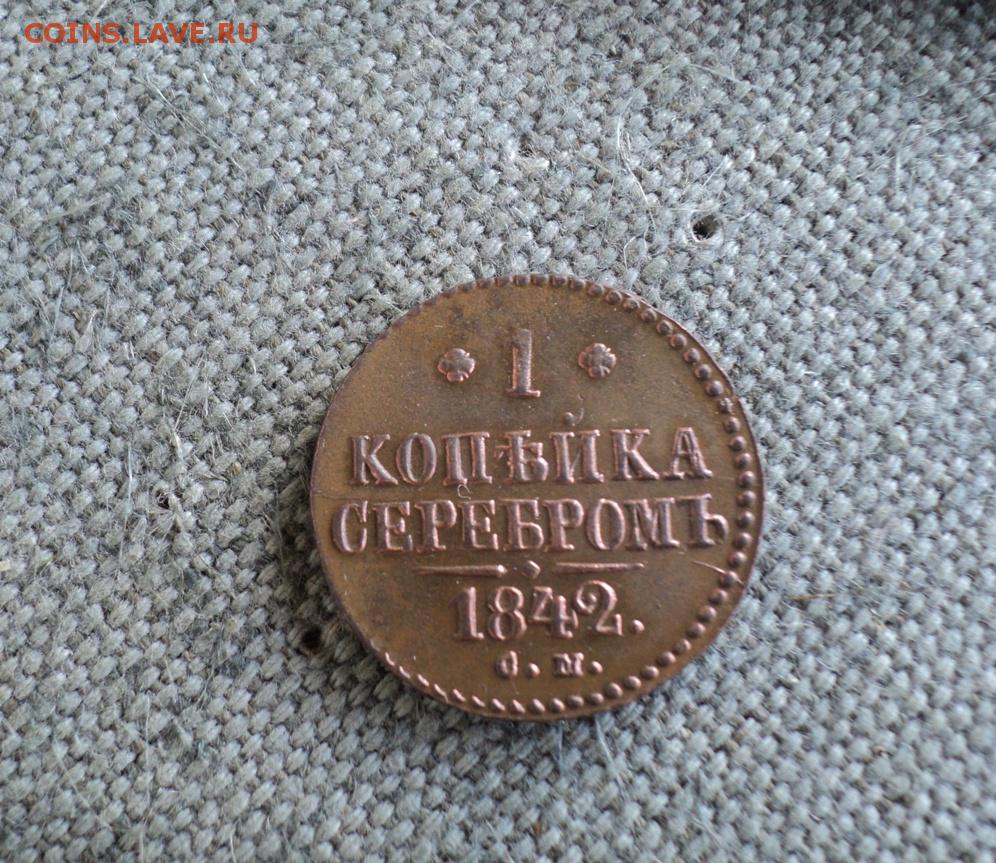 COINS.LAVE.RU
1
КОПѢЙКА
СЕРЕБРОМЪ
1842.
С. М.